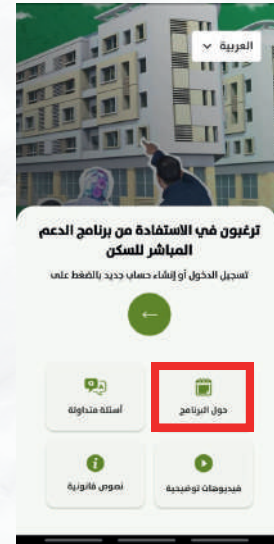 العربية
ترغبون في الاستفادة من برنامج الدعم
المباشر للسكن
تسجيل الدخول أو إنشاء حساب جديد بالضغط على
حول البرنامج
أسئلة متداولة
فيديوهات توضيحية
نصوص قانونية